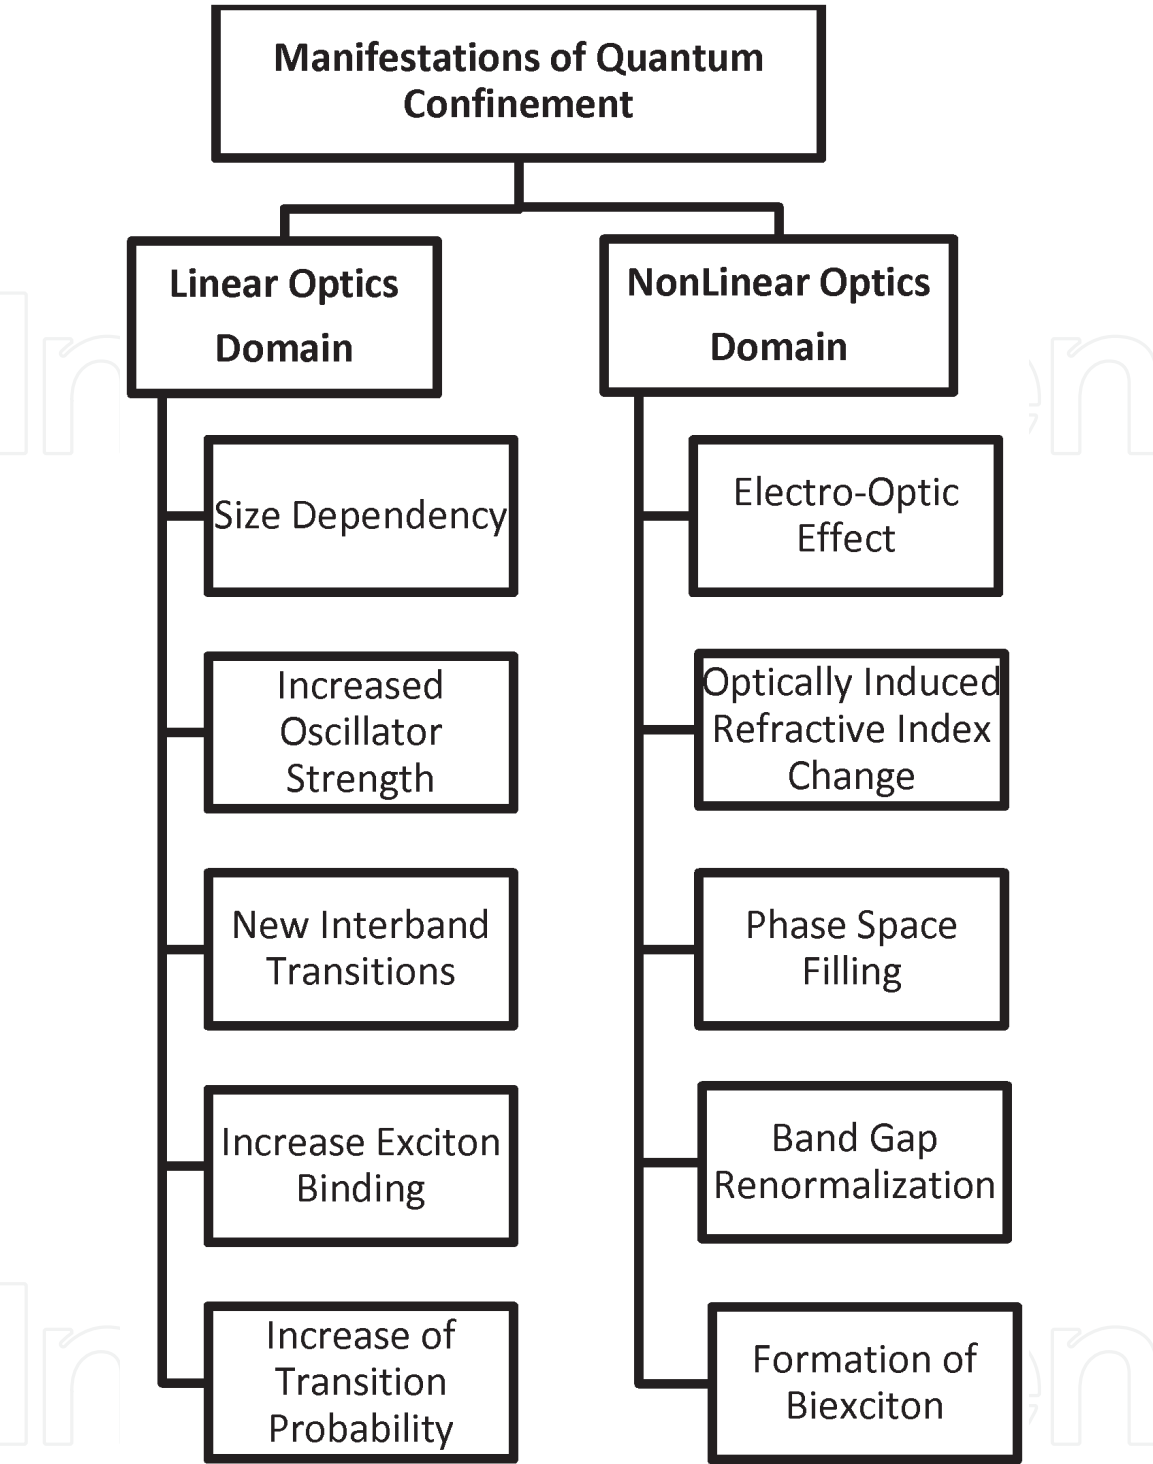 Manifestations of Quantum
Confinement
Linear Optics
Domain
Size Dependency
Increased
Oscillator
Strength
New Interband
Transitions
Increase Exciton
Binding
Increase of
Transition
Probability
NonLinear Optics
Domain
Electro-Optic
Effect
Optically Induced
Refractive Index
Change
Phase Space
Filling
Band Gap
Renormalization
Formation of
Biexciton